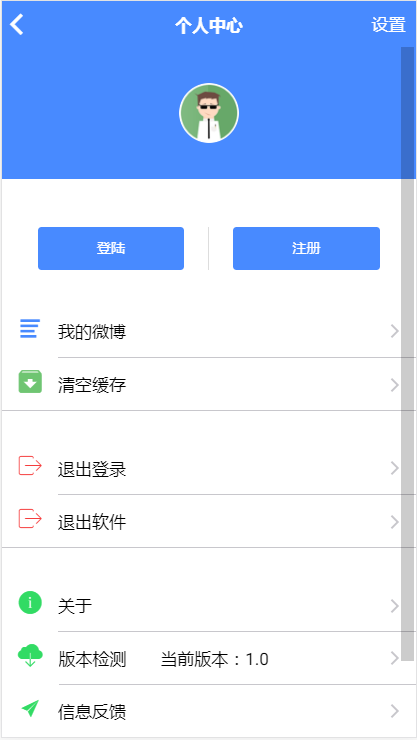 个人中心 设置
登陆 注册
我的微博
清空缓存
退出登录
退出软件
关于
版本检测 当前版本：1.0
信息反馈